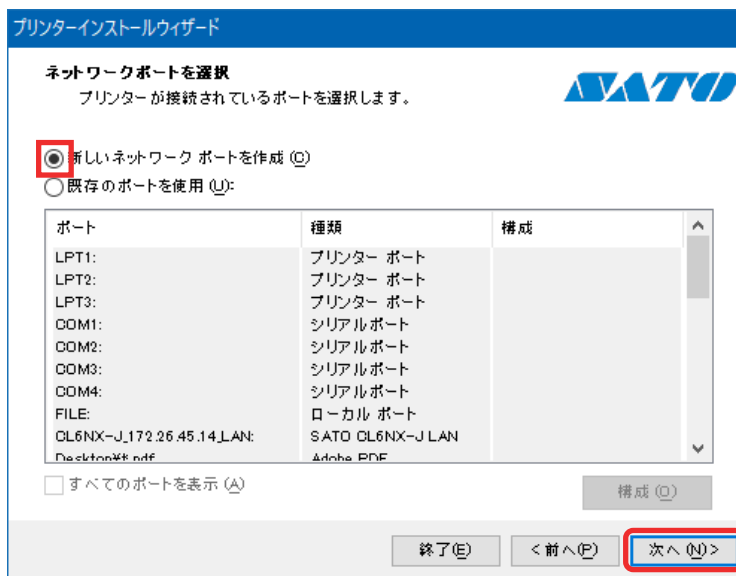 プリンターインストールウィザード
ネットワークポートを選択
プリンターが接続されているポートを選択します。
SATO
新しいネットワーク ポートを作成 (C)
既存のポートを使用 (U):
ポート 種類 構成
LPT1: プリンター ポート
LPT2: プリンター ポート
LPT3: プリンター ポート
COM1: シリアルポート
COM2: シリアルポート
COM3: シリアルポート
COM4: シリアルポート
FILE: ローカル ポート
CL6NX-J_172.26.45.14_LAN: SATO CL6NX-J LAN
Desktop¥*.pdf Adobe PDF
すべてのポートを表示 (A)
構成 (O)
終了(E) <前へ(P) 次へ (N)>